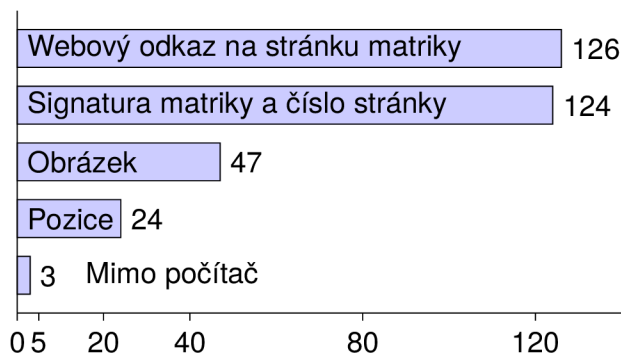 Webový odkaz na stránku matriky 126
Signatura matriky a číslo stránky 124
Obrázek 47
Pozice 24
3 Mimo počítač
0 5 20 40 80 120